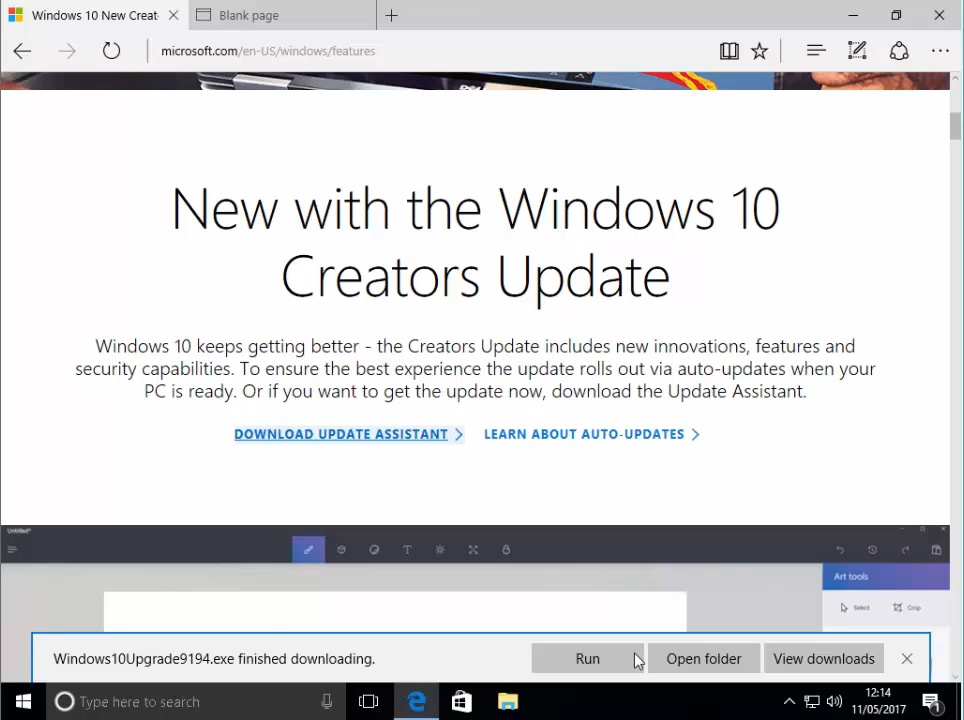 Windows 10 New Creat
Blank page
microsoft.com/en-US/windows/features
New with the Windows 10
Creators Update
Windows 10 keeps getting better - the Creators Update includes new innovations, features and
security capabilities. To ensure the best experience the update rolls out via auto-updates when your
PC is ready. Or if you want to get the update now, download the Update Assistant.
DOWNLOAD UPDATE ASSISTANT
LEARN ABOUT AUTO-UPDATES
Untitled*
Art tools
Select
Crop
Windows10Upgrade9194.exe finished downloading.
Run
Open folder
View downloads
Type here to search
12:14
11/05/2017
1